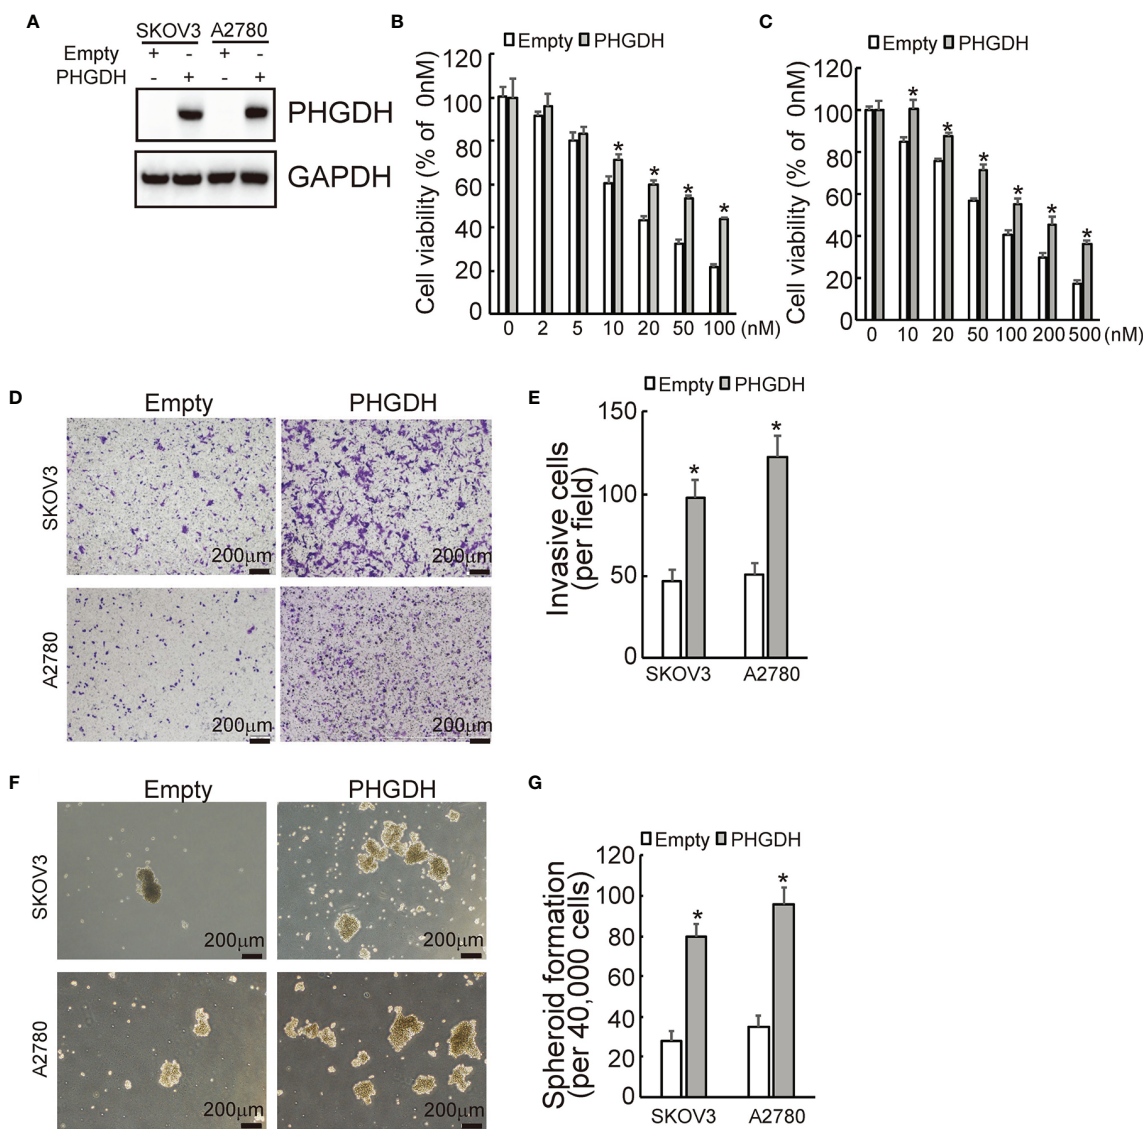 A
SKOV3 A2780
Empty + - + -
PHGDH - + - +
PHGDH
GAPDH
B
Empty PHGDH
Cell viability (% of 0nM)
120
100
80
60
40
20
0
* * * *
0 2 5 10 20 50 100 (nM)
C
Empty PHGDH
Cell viability (% of 0nM)
120
100
80
60
40
20
0
* * * * * *
0 10 20 50 100 200 500 (nM)
D
Empty PHGDH
SKOV3
200μm 200μm
A2780
200μm 200μm
E
Empty PHGDH
Invasive cells
(per field)
150
100
50
0
* *
SKOV3 A2780
F
Empty PHGDH
SKOV3
200μm 200μm
A2780
200μm 200μm
G
Empty PHGDH
Spheroid formation
(per 40,000 cells)
120
100
80
60
40
20
0
* *
SKOV3 A2780